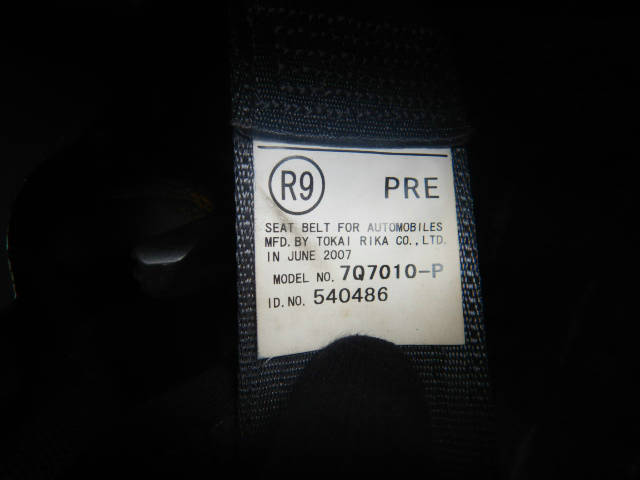 R9 PRE
SEAT BELT FOR AUTOMOBILES
MFD. BY TOKAI RIKA CO., LTD.
IN JUNE 2007
MODEL NO. 7Q7010-P
ID. NO. 540486